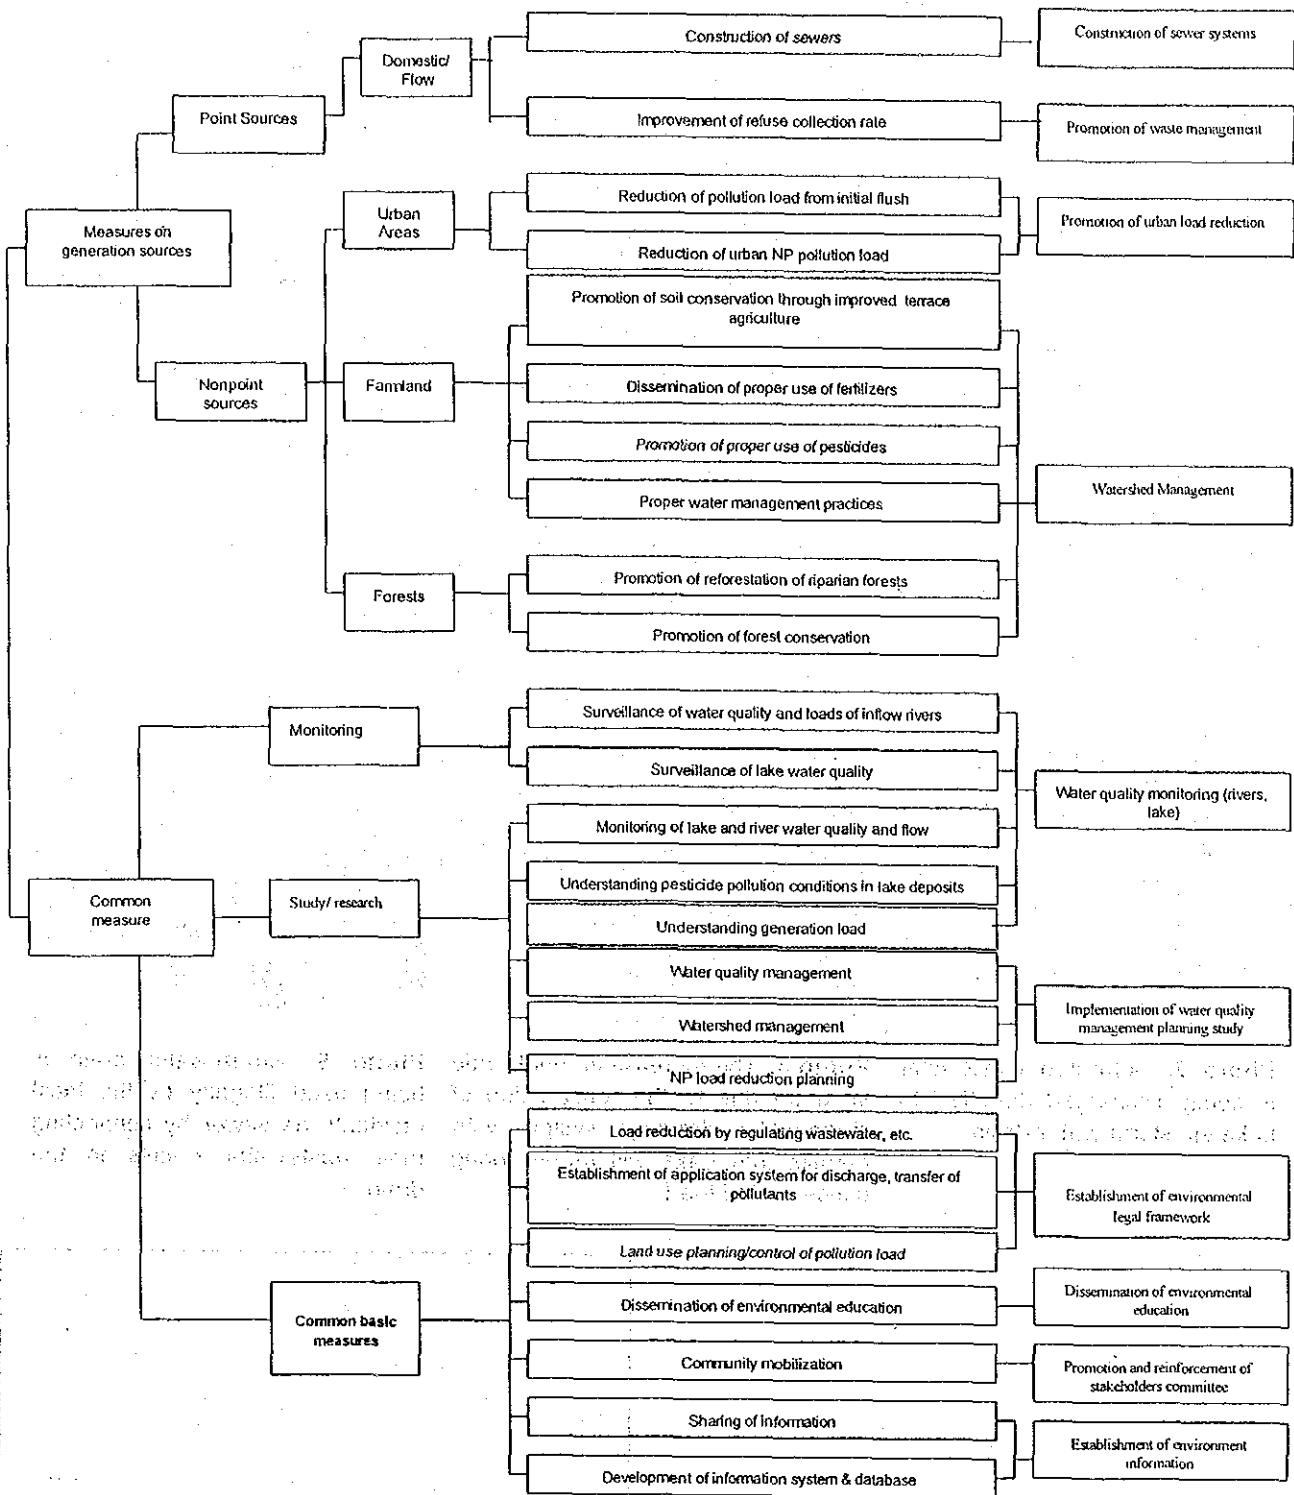 Construction of sewers
Construction of sewer systems
Domestic/
Flow
Point Sources
Improvement of refuse collection rate
Promotion of waste management
Measures on
generation sources
Urban
Areas
Reduction of pollution load from initial flush
Promotion of urban load reduction
Reduction of urban NP pollution load
Nonpoint
sources
Farmland
Promotion of soil conservation through improved terrace
agriculture
Dissemination of proper use of fertilizers
Promotion of proper use of pesticides
Proper water management practices
Watershed Management
Forests
Promotion of reforestation of riparian forests
Promotion of forest conservation
Monitoring
Surveillance of water quality and loads of inflow rivers
Surveillance of lake water quality
Water quality monitoring (rivers,
lake)
Common
measure
Study/ research
Monitoring of lake and river water quality and flow
Understanding pesticide pollution conditions in lake deposits
Understanding generation load
Water quality management
Watershed management
Implementation of water quality
management planning study
NP load reduction planning
Common basic
measures
Load reduction by regulating wastewater, etc.
Establishment of application system for discharge, transfer of
pollutants
Establishment of environmental
legal framework
Land use planning/control of pollution load
Dissemination of environmental education
Dissemination of environmental
education
Community mobilization
Promotion and reinforcement of
stakeholders committee
Sharing of Information
Establishment of environment
information
Development of information system & database